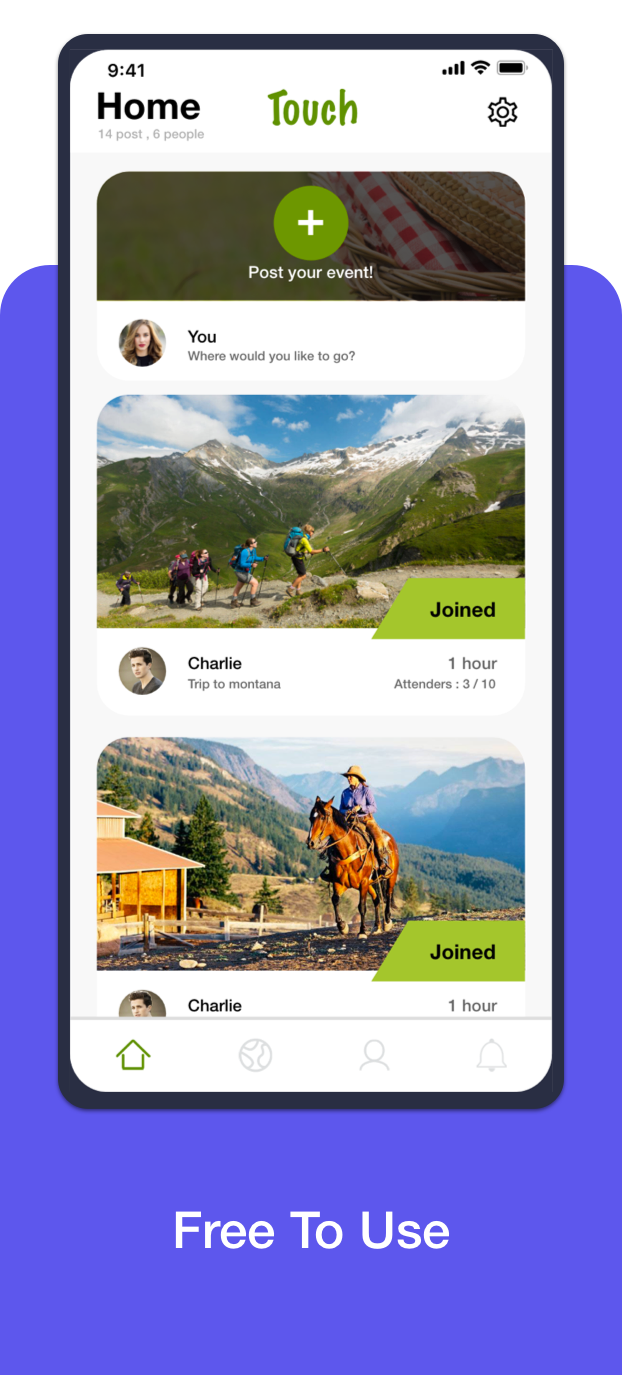 9:41
Home
Touch
14 post , 6 people
+
Post your event!
You
Where would you like to go?
Joined
Charlie
1 hour
Trip to montana
Attenders : 3 / 10
Joined
Charlie
1 hour
Free To Use